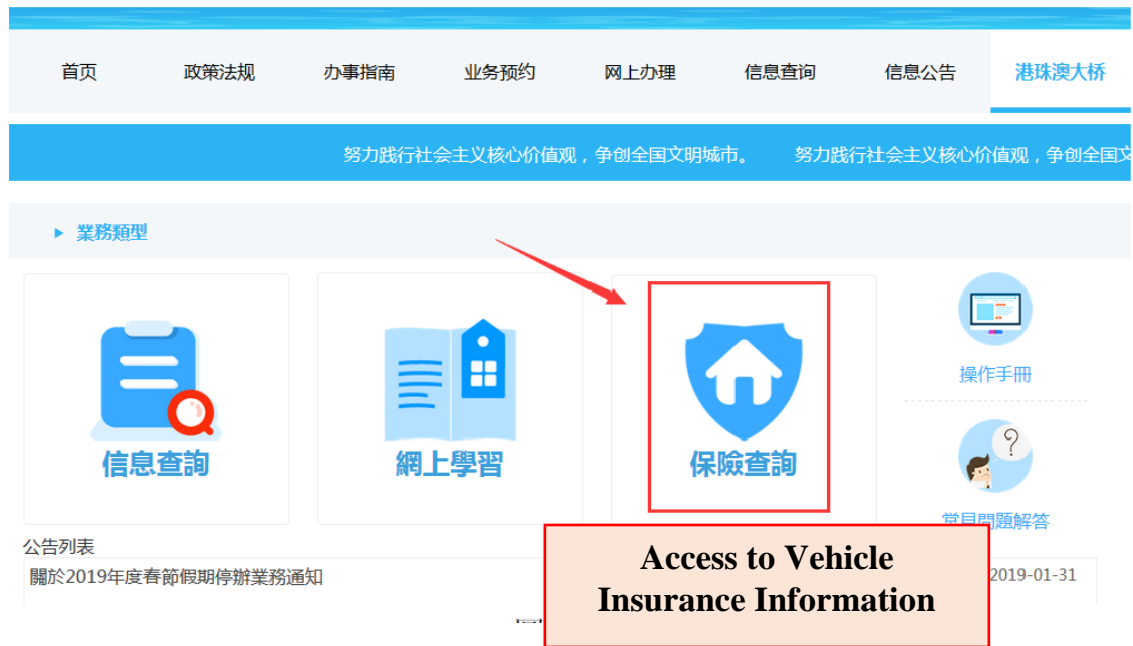 首页 政策法规 办事指南 业务预约 网上办理 信息查询 信息公告 港珠澳大桥
努力践行社会主义核心价值观，争创全国文明城市。 努力践行社会主义核心价值观，争创全国文
業務類型
信息查詢 網上學習 保險查詢
操作手冊
?
常見問題解答
公告列表
關於2019年度春節假期停辦業務通知 2019-01-31
Access to Vehicle
Insurance Information